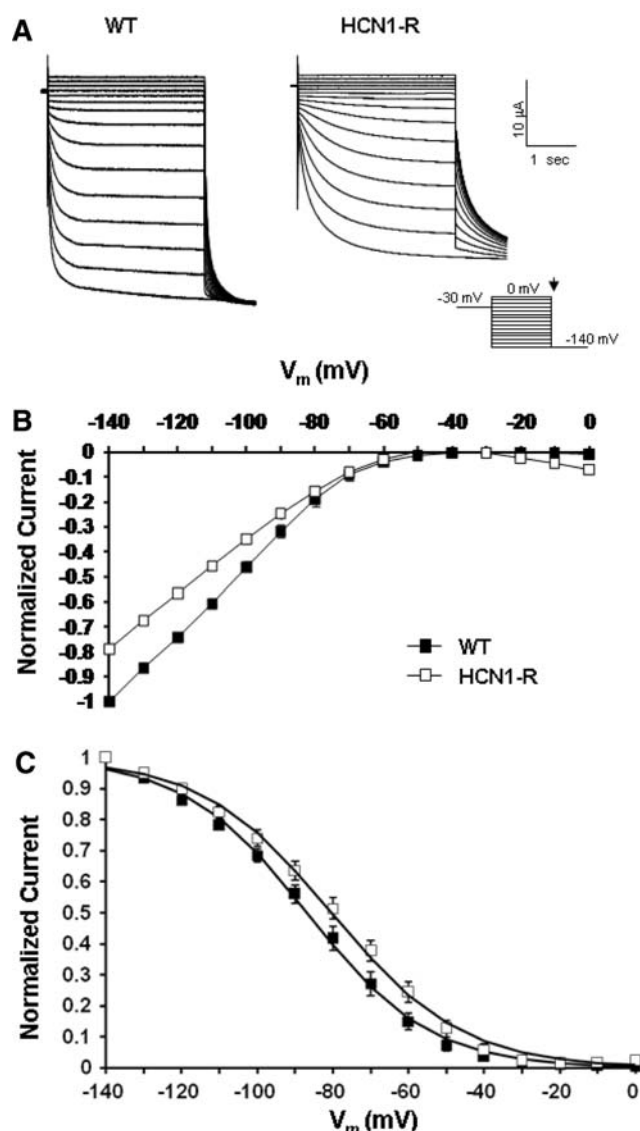 A
WT
HCN1-R
10 µA
1 sec
-30 mV
0 mV
-140 mV
Vm (mV)
B
-140 -120 -100 -80 -60 -40 -20 0
0
-0.1
-0.2
-0.3
-0.4
-0.5
-0.6
-0.7
-0.8
-0.9
-1
Normalized Current
WT
HCN1-R
C
1
0.9
0.8
0.7
0.6
0.5
0.4
0.3
0.2
0.1
0
Normalized Current
-140 -120 -100 -80 -60 -40 -20 0
Vm (mV)